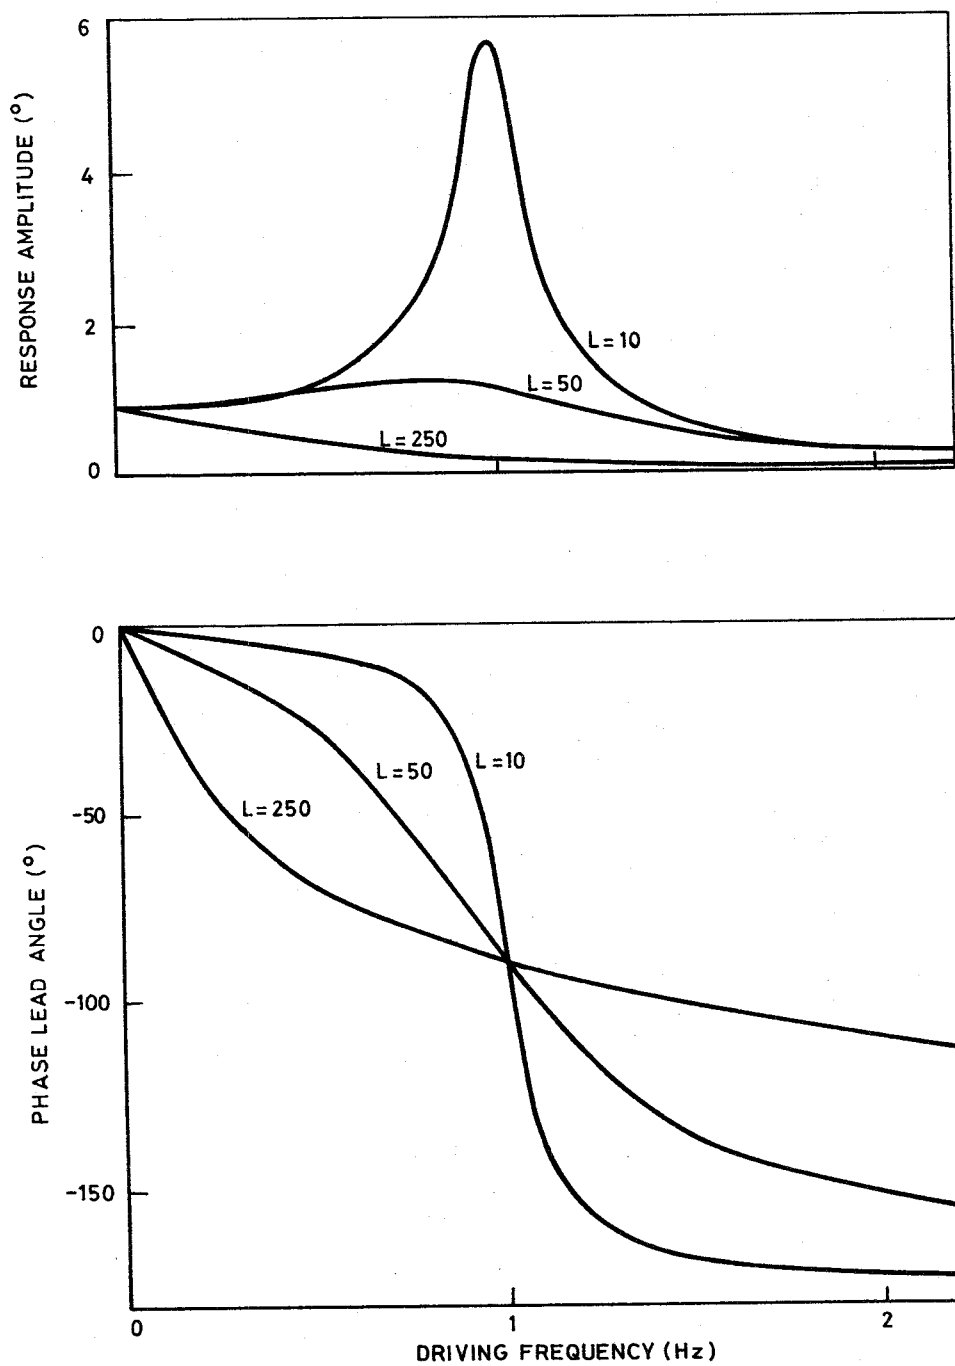 6
4
2
0
RESPONSE AMPLITUDE (°)
L=10
L=50
L=250
0
-50
-100
-150
PHASE LEAD ANGLE (°)
L=10
L=50
L=250
0
1
2
DRIVING FREQUENCY (Hz)